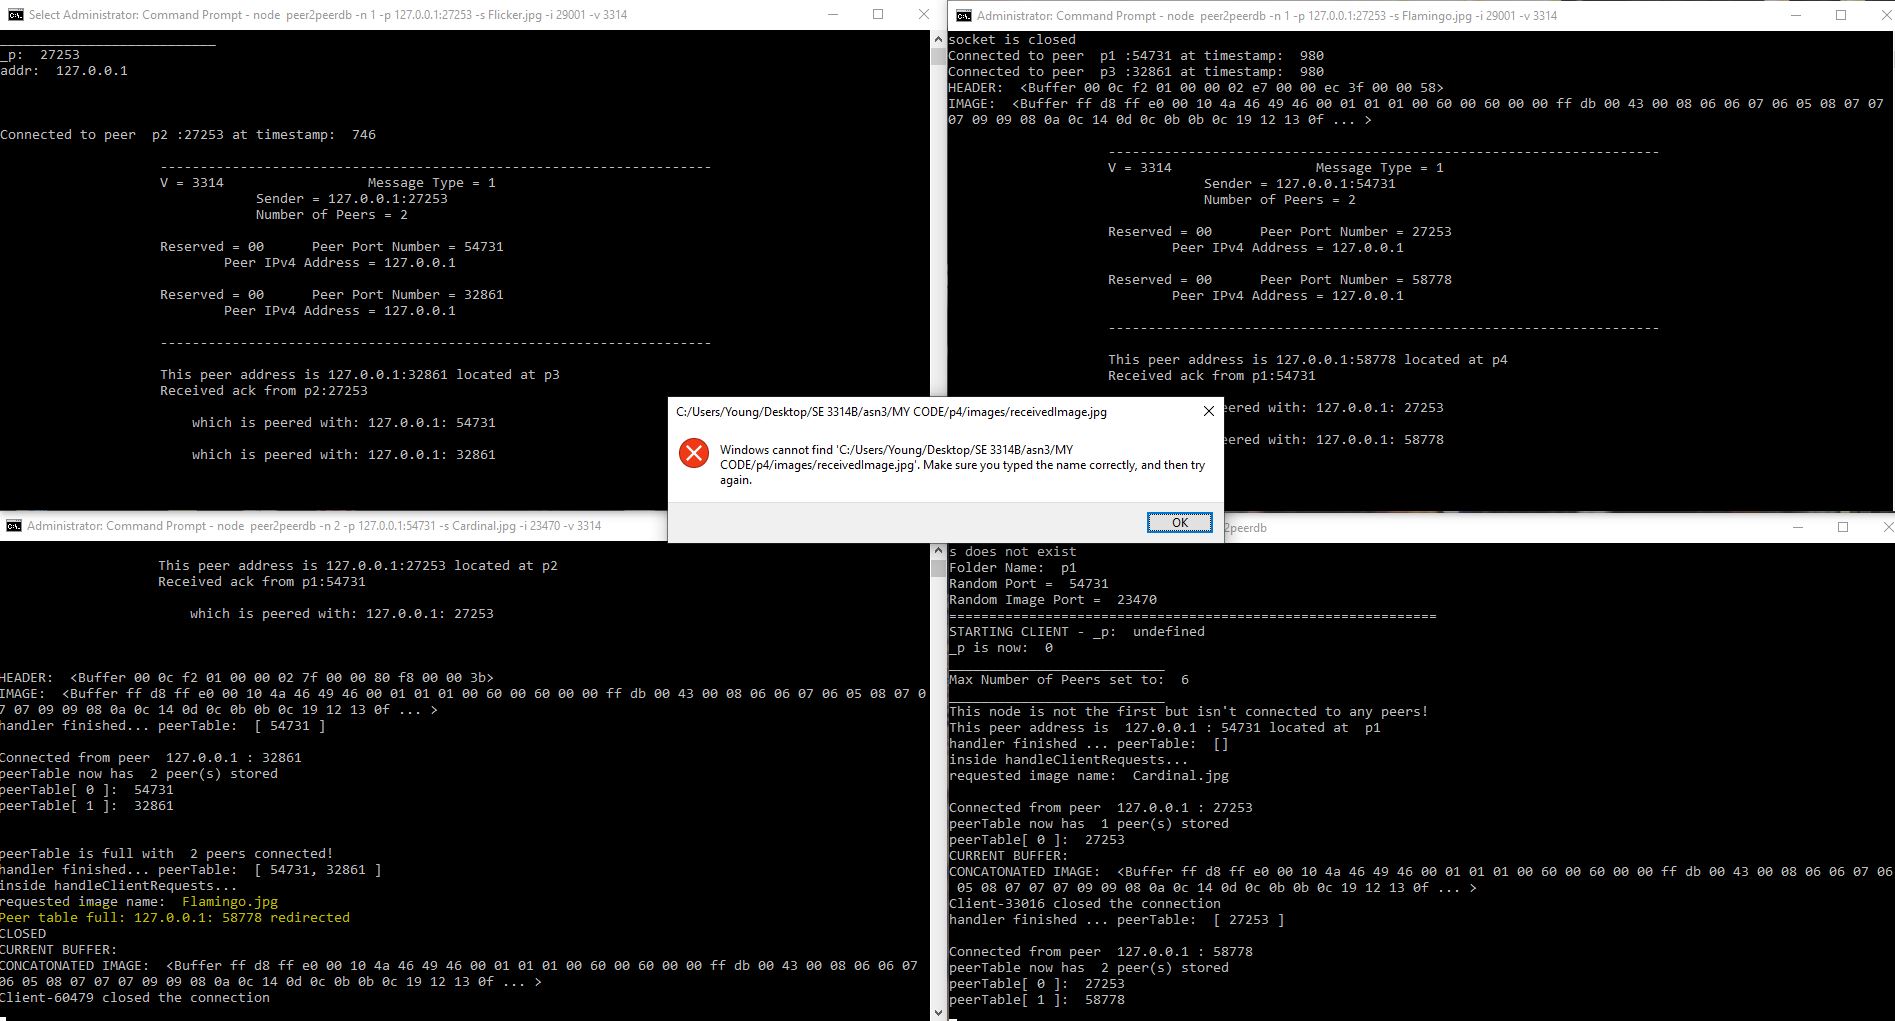 Select Administrator: Command Prompt - node  peer2peerdb -n 1 -p 127.0.0.1:27253 -s Flicker.jpg -i 29001 -v 3314
___________________________
_p:  27253
addr:  127.0.0.1
Connected to peer  p2 :27253 at timestamp:  746
---------------------------------------------------------------------
V = 3314                  Message Type = 1
Sender = 127.0.0.1:27253
Number of Peers = 2
Reserved = 00      Peer Port Number = 54731
Peer IPv4 Address = 127.0.0.1
Reserved = 00      Peer Port Number = 32861
Peer IPv4 Address = 127.0.0.1
---------------------------------------------------------------------
This peer address is 127.0.0.1:32861 located at p3
Received ack from p2:27253
which is peered with: 127.0.0.1: 54731
which is peered with: 127.0.0.1: 32861
Administrator: Command Prompt - node  peer2peerdb -n 1 -p 127.0.0.1:27253 -s Flamingo.jpg -i 29001 -v 3314
socket is closed
Connected to peer  p1 :54731 at timestamp:  980
Connected to peer  p3 :32861 at timestamp:  980
HEADER:  <Buffer 00 0c f2 01 00 00 02 e7 00 00 ec 3f 00 00 58>
IMAGE:  <Buffer ff d8 ff e0 00 10 4a 46 49 46 00 01 01 01 00 60 00 60 00 00 ff db 00 43 00 08 06 06 07 06 05 08 07 07
07 09 09 08 0a 0c 14 0d 0c 0b 0b 0c 19 12 13 0f ... >
---------------------------------------------------------------------
V = 3314                  Message Type = 1
Sender = 127.0.0.1:54731
Number of Peers = 2
Reserved = 00      Peer Port Number = 27253
Peer IPv4 Address = 127.0.0.1
Reserved = 00      Peer Port Number = 58778
Peer IPv4 Address = 127.0.0.1
---------------------------------------------------------------------
This peer address is 127.0.0.1:58778 located at p4
Received ack from p1:54731
eered with: 127.0.0.1: 27253
eered with: 127.0.0.1: 58778
C:/Users/Young/Desktop/SE 3314B/asn3/MY CODE/p4/images/receivedImage.jpg
Windows cannot find 'C:/Users/Young/Desktop/SE 3314B/asn3/MY
CODE/p4/images/receivedImage.jpg'. Make sure you typed the name correctly, and then try
again.
OK
Administrator: Command Prompt - node  peer2peerdb -n 2 -p 127.0.0.1:54731 -s Cardinal.jpg -i 23470 -v 3314
This peer address is 127.0.0.1:27253 located at p2
Received ack from p1:54731
which is peered with: 127.0.0.1: 27253
HEADER:  <Buffer 00 0c f2 01 00 00 02 7f 00 00 80 f8 00 00 3b>
IMAGE:  <Buffer ff d8 ff e0 00 10 4a 46 49 46 00 01 01 01 00 60 00 60 00 00 ff db 00 43 00 08 06 06 07 06 05 08 07 0
7 07 09 09 08 0a 0c 14 0d 0c 0b 0b 0c 19 12 13 0f ... >
handler finished... peerTable:  [ 54731 ]
Connected from peer  127.0.0.1 : 32861
peerTable now has  2 peer(s) stored
peerTable[ 0 ]:  54731
peerTable[ 1 ]:  32861
peerTable is full with  2 peers connected!
handler finished... peerTable:  [ 54731, 32861 ]
inside handleClientRequests...
requested image name:  Flamingo.jpg
Peer table full: 127.0.0.1: 58778 redirected
CLOSED
CURRENT BUFFER:
CONCATONATED IMAGE:  <Buffer ff d8 ff e0 00 10 4a 46 49 46 00 01 01 01 00 60 00 60 00 00 ff db 00 43 00 08 06 06 07
06 05 08 07 07 07 09 09 08 0a 0c 14 0d 0c 0b 0b 0c 19 12 13 0f ... >
Client-60479 closed the connection
2peerdb
s does not exist
Folder Name:  p1
Random Port =  54731
Random Image Port =  23470
=============================================================
STARTING CLIENT - _p:  undefined
_p is now:  0
___________________________
Max Number of Peers set to:  6
___________________________
This node is not the first but isn't connected to any peers!
This peer address is  127.0.0.1 : 54731 located at  p1
handler finished ... peerTable:  []
inside handleClientRequests...
requested image name:  Cardinal.jpg
Connected from peer  127.0.0.1 : 27253
peerTable now has  1 peer(s) stored
peerTable[ 0 ]:  27253
CURRENT BUFFER:
CONCATONATED IMAGE:  <Buffer ff d8 ff e0 00 10 4a 46 49 46 00 01 01 01 00 60 00 60 00 00 ff db 00 43 00 08 06 06 07 06
05 08 07 07 07 09 09 08 0a 0c 14 0d 0c 0b 0b 0c 19 12 13 0f ... >
Client-33016 closed the connection
handler finished ... peerTable:  [ 27253 ]
Connected from peer  127.0.0.1 : 58778
peerTable now has  2 peer(s) stored
peerTable[ 0 ]:  27253
peerTable[ 1 ]:  58778